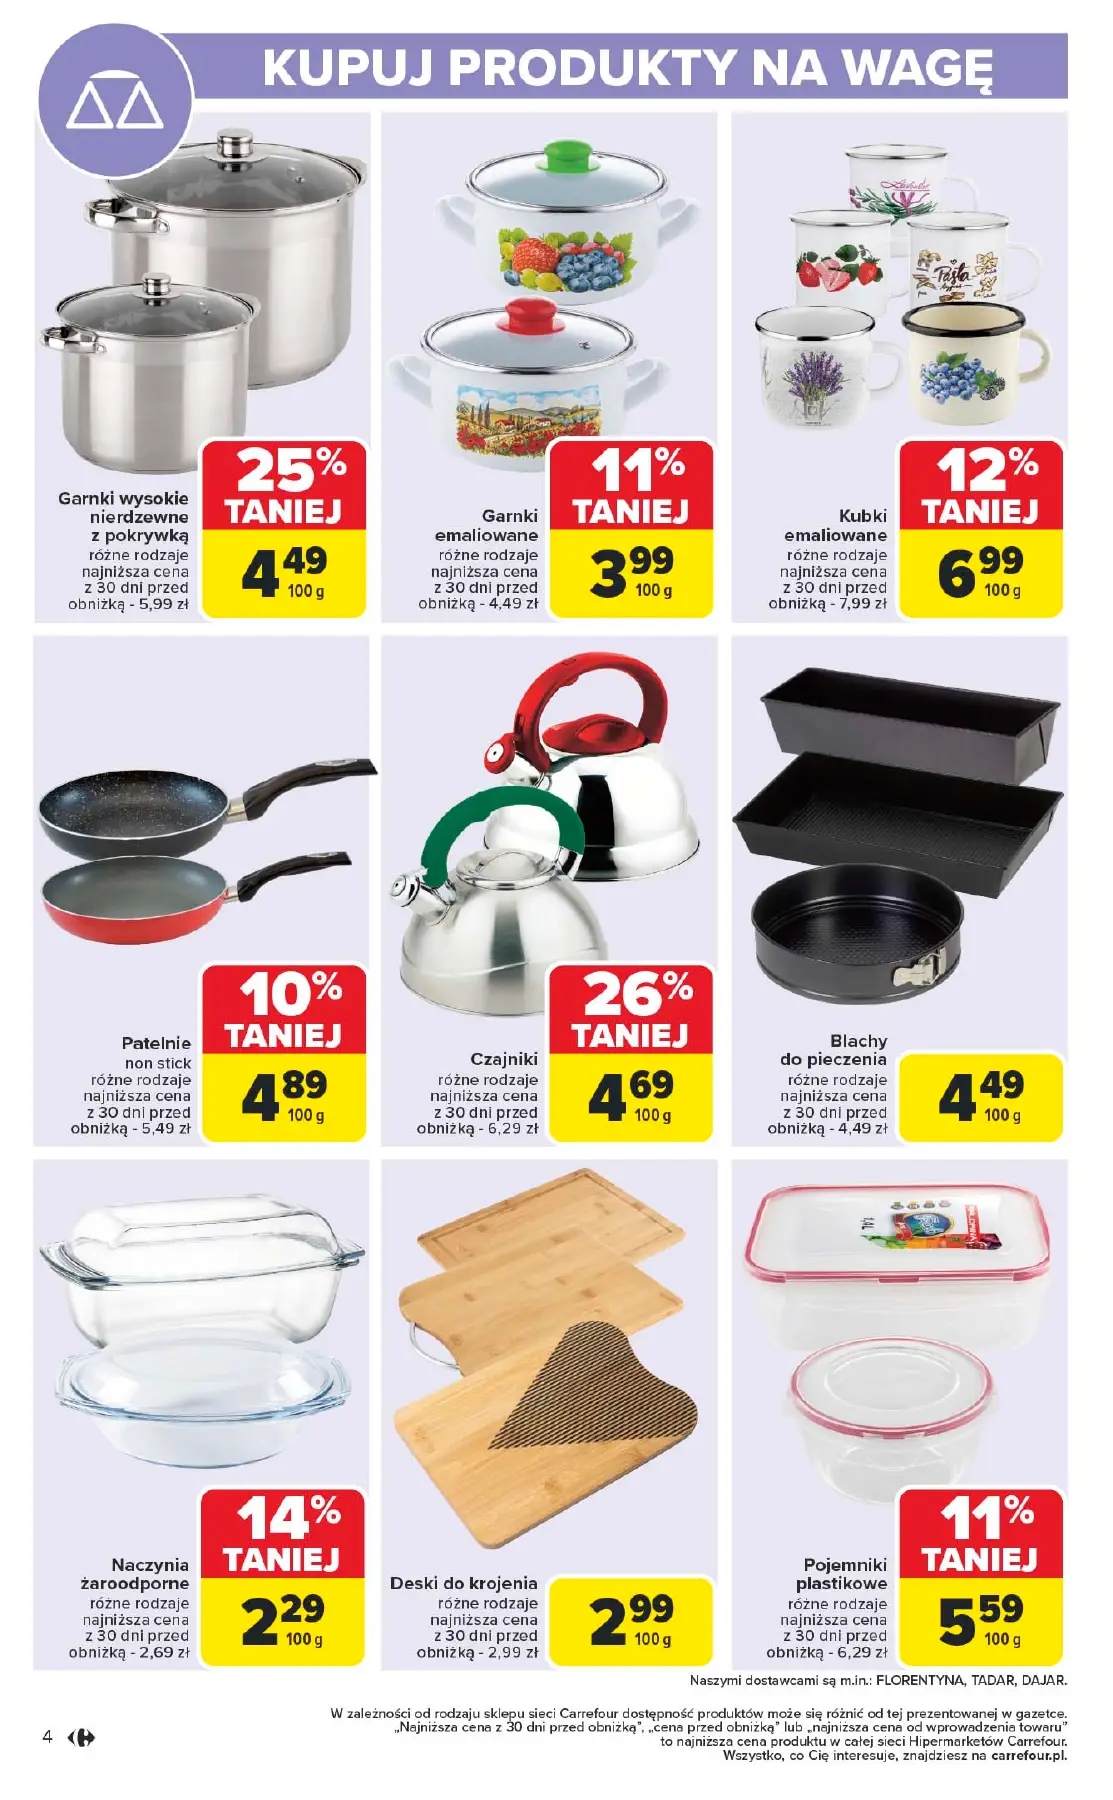 KUPUJ PRODUKTY NA WAGĘ
Garnki wysokie
nierdzewne
z pokrywką
różne rodzaje
najniższa cena
z 30 dni przed
obniżką - 5,99 zł
25%
TANIEJ
4 49
100 g
Garnki
emaliowane
różne rodzaje
najniższa cena
z 30 dni przed
obniżką - 4,49 zł
11%
TANIEJ
3 99
100 g
Pasta
Kubki
emaliowane
różne rodzaje
najniższa cena
z 30 dni przed
obniżką - 7,99 zł
12%
TANIEJ
6 99
100 g
Patelnie
non stick
różne rodzaje
najniższa cena
z 30 dni przed
obniżką - 5,49 zł
10%
TANIEJ
4 89
100 g
Czajniki
różne rodzaje
najniższa cena
z 30 dni przed
obniżką - 6,29 zł
26%
TANIEJ
4 69
100 g
Blachy
do pieczenia
różne rodzaje
najniższa cena
z 30 dni przed
obniżką - 4,49 zł
4 49
100 g
Naczynia
żaroodporne
różne rodzaje
najniższa cena
z 30 dni przed
obniżką - 2,69 zł
14%
TANIEJ
2 29
100 g
Deski do krojenia
różne rodzaje
najniższa cena
z 30 dni przed
obniżką - 2,99 zł
2 99
100 g
1,4L
Pojemniki
plastikowe
różne rodzaje
najniższa cena
z 30 dni przed
obniżką - 6,29 zł
11%
TANIEJ
5 59
100 g
Naszymi dostawcami są m.in.: FLORENTYNA, TADAR, DAJAR.
W zależności od rodzaju sklepu sieci Carrefour dostępność produktów może się różnić od tej prezentowanej w gazetce.
„Najniższa cena z 30 dni przed obniżką”, „cena przed obniżką” lub „najniższa cena od wprowadzenia towaru”
to najniższa cena produktu w całej sieci Hipermarketów Carrefour.
Wszystko, co Cię interesuje, znajdziesz na carrefour.pl.
4